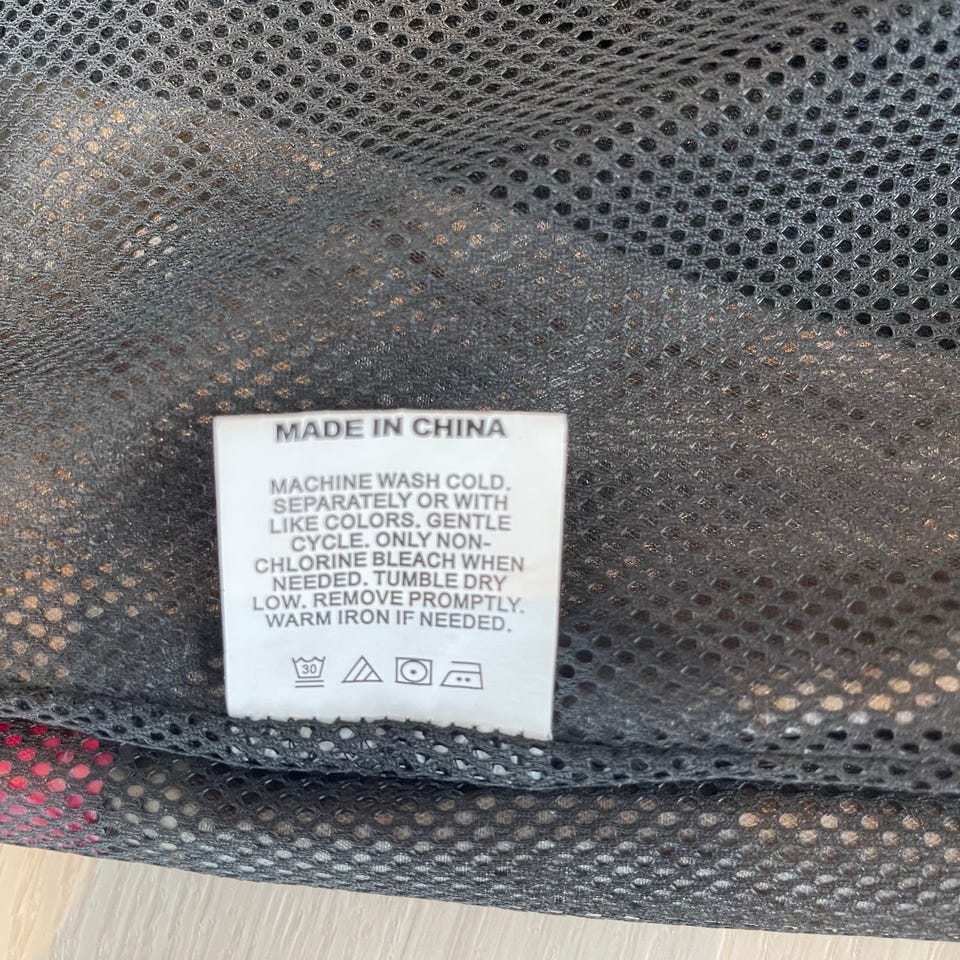 MADE IN CHINA
MACHINE WASH COLD.
SEPARATELY OR WITH
LIKE COLORS. GENTLE
CYCLE. ONLY NON-
CHLORINE BLEACH WHEN
NEEDED. TUMBLE DRY
LOW. REMOVE PROMPTLY.
WARM IRON IF NEEDED.
30